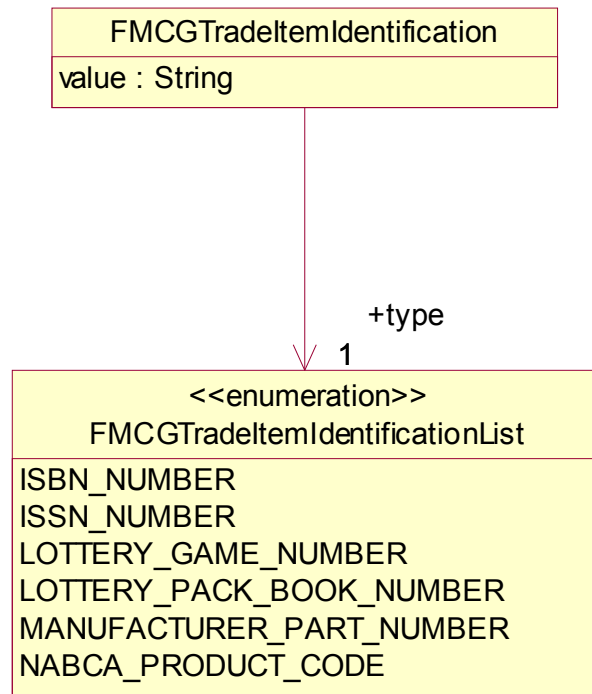 FMCGTradeItemIdentification
value : String
+type
1
<<enumeration>>
FMCGTradeItemIdentificationList
ISBN_NUMBER
ISSN_NUMBER
LOTTERY_GAME_NUMBER
LOTTERY_PACK_BOOK_NUMBER
MANUFACTURER_PART_NUMBER
NABCA_PRODUCT_CODE